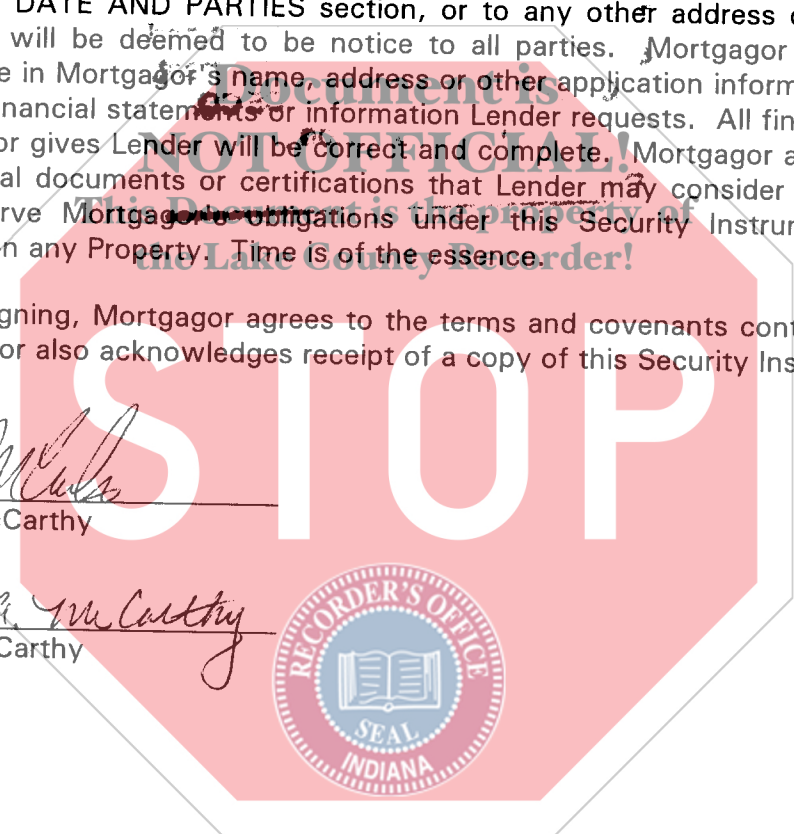 DATE AND PARTIES section, or to any other address
will be deemed to be notice to all parties. Mortgagor
e in Mortgagor's name, address or other application inform
Document is
nancial statements or information Lender requests. All fin
or gives Lender will be correct and complete. Mortgagor a
NOT OFFICIAL!
al documents or certifications that Lender may consider
This Document is the property of
rve Mortgagor's obligations under this Security Instrum
n any Property. Time is of the essence.
the Lake County Recorder!
gning, Mortgagor agrees to the terms and covenants cont
or also acknowledges receipt of a copy of this Security Ins
STOP
Carthy
McCarthy
Carthy
RECORDER'S OFFICE
SEAL
INDIANA